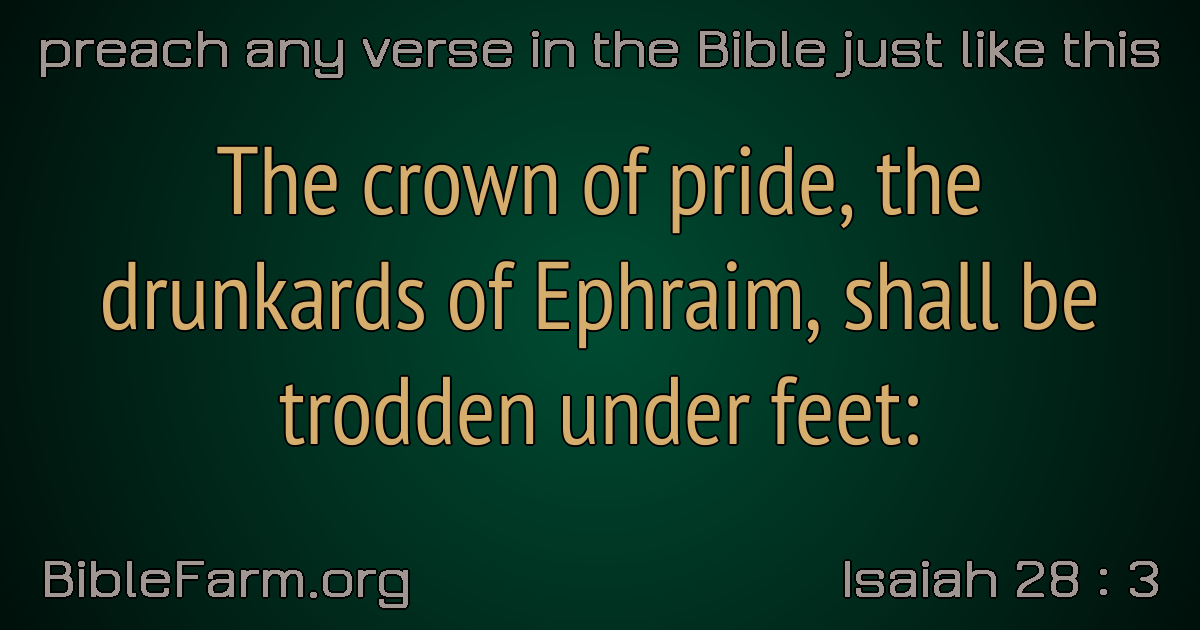 preach any verse in the Bible just like this
The crown of pride, the
drunkards of Ephraim, shall be
trodden under feet:
BibleFarm.org
Isaiah 28 : 3